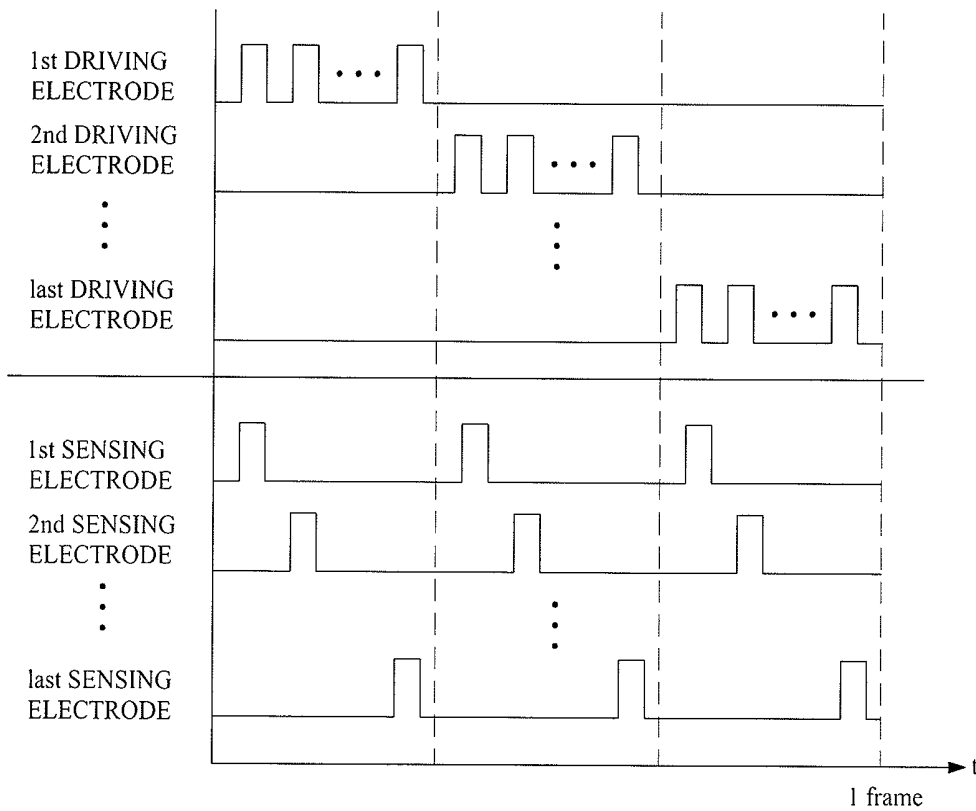 1st DRIVING
ELECTRODE
2nd DRIVING
ELECTRODE
last DRIVING
ELECTRODE
1st SENSING
ELECTRODE
2nd SENSING
ELECTRODE
last SENSING
ELECTRODE
t
1 frame